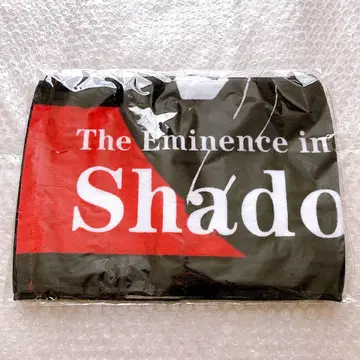 The Eminence in
Shado